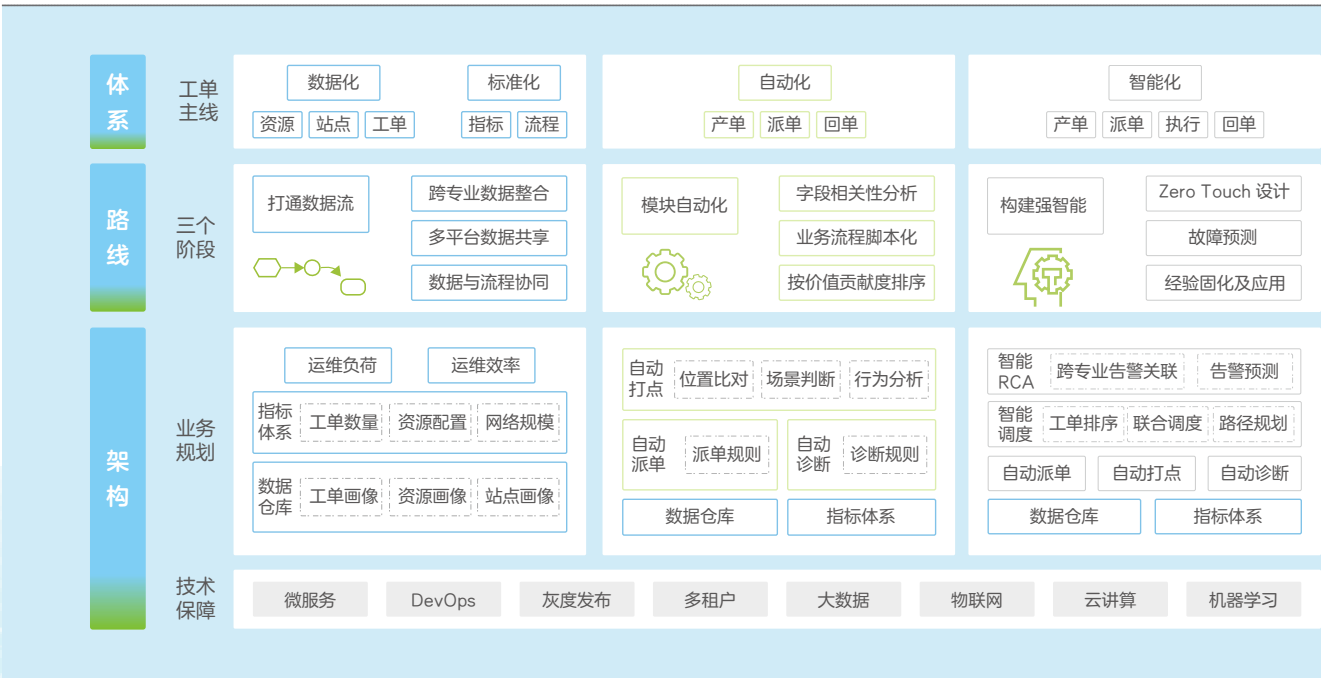 体系
工单主线
数据化
标准化
资源
站点
工单
指标
流程
自动化
产单
派单
回单
智能化
产单
派单
执行
回单
路线
三个阶段
打通数据流
跨专业数据整合
多平台数据共享
数据与流程协同
模块自动化
字段相关性分析
业务流程脚本化
按价值贡献度排序
构建强智能
Zero Touch 设计
故障预测
经验固化及应用
架构
业务规划
运维负荷
运维效率
指标体系
工单数量
资源配置
网络规模
数据仓库
工单画像
资源画像
站点画像
自动打点
位置比对
场景判断
行为分析
自动派单
派单规则
自动诊断
诊断规则
数据仓库
指标体系
智能RCA
跨专业告警关联
告警预测
智能调度
工单排序
联合调度
路径规划
自动派单
自动打点
自动诊断
数据仓库
指标体系
技术保障
微服务
DevOps
灰度发布
多租户
大数据
物联网
云讲算
机器学习